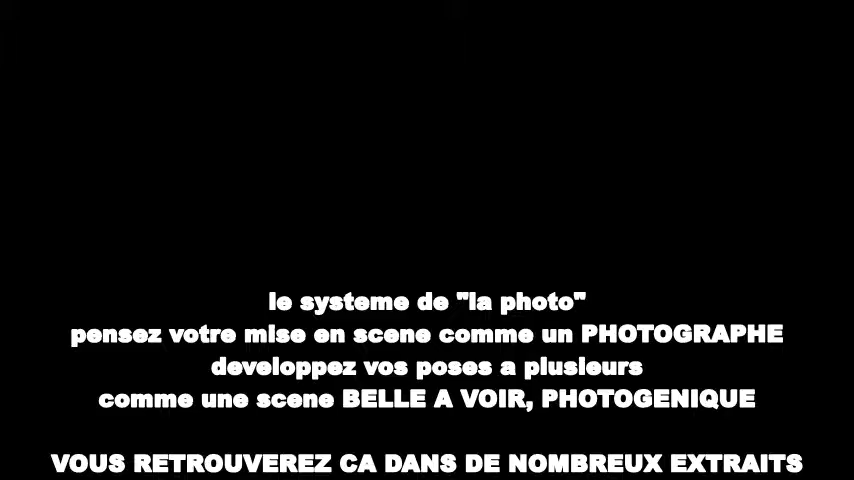 le systeme de "la photo"
pensez votre mise en scene comme un PHOTOGRAPHE
developpez vos poses a plusieurs
comme une scene BELLE A VOIR, PHOTOGENIQUE
VOUS RETROUVEREZ CA DANS DE NOMBREUX EXTRAITS